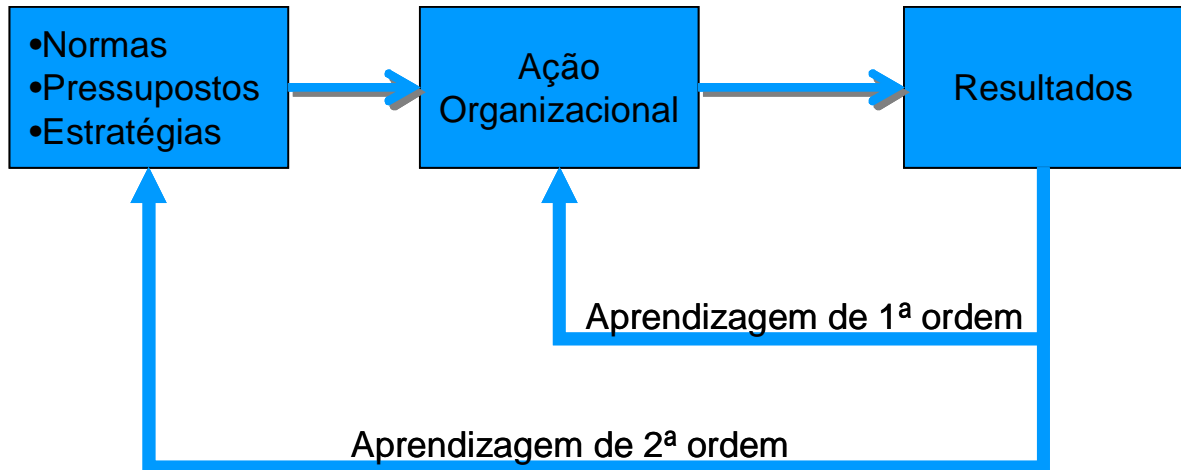 •Normas
•Pressupostos
•Estratégias
Ação
Organizacional
Resultados
Aprendizagem de 1ª ordem
Aprendizagem de 2ª ordem